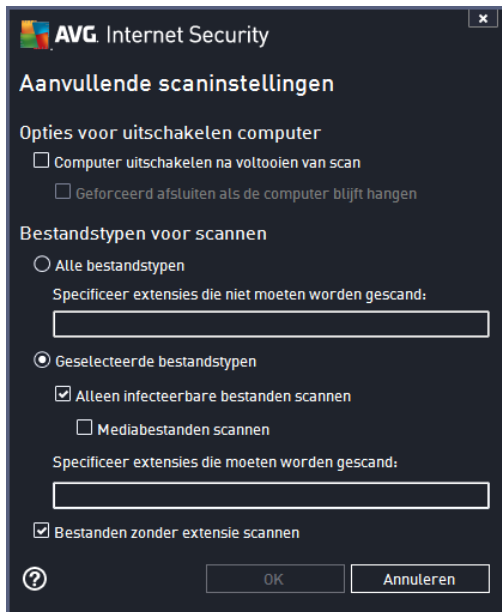 AVG. Internet Security
Aanvullende scaninstellingen
Opties voor uitschakelen computer
Computer uitschakelen na voltooien van scan
Geforceerd afsluiten als de computer blijft hangen
Bestandstypen voor scannen
Alle bestandstypen
Specificeer extensies die niet moeten worden gescand:
Geselecteerde bestandstypen
Alleen infecteerbare bestanden scannen
Mediabestanden scannen
Specificeer extensies die moeten worden gescand:
Bestanden zonder extensie scannen
?
OK
Annuleren